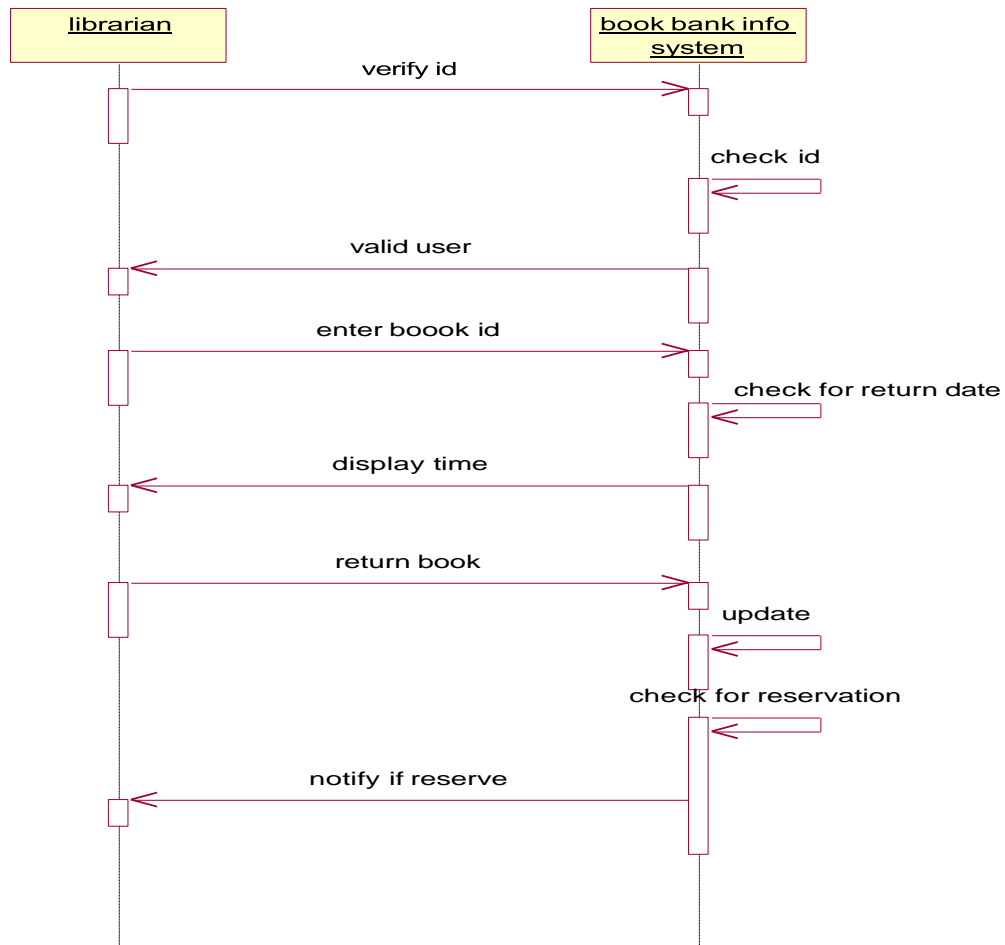 librarian
book bank info
system
verify id
check id
valid user
enter boook id
check for return date
display time
return book
update
check for reservation
notify if reserve